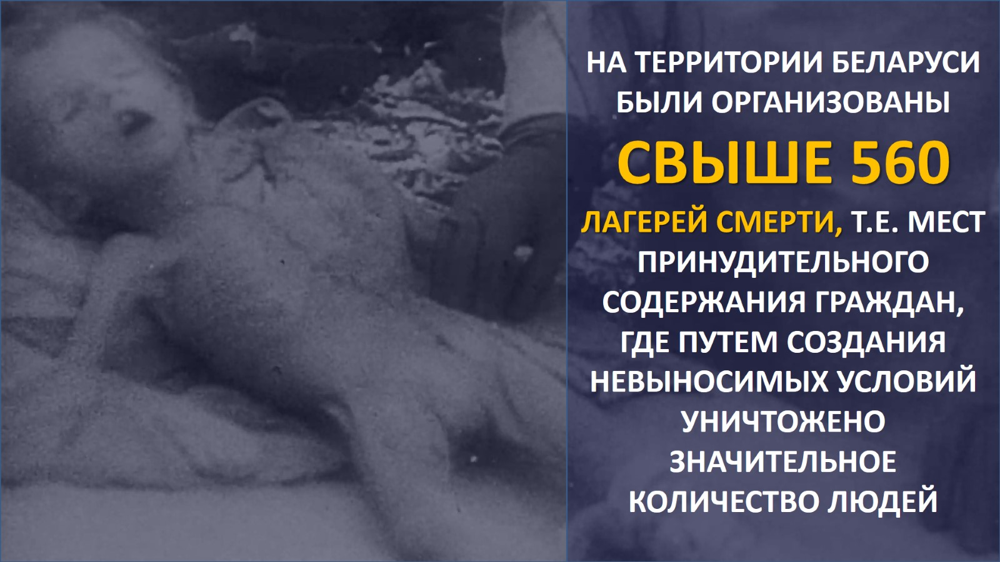 НА ТЕРРИТОРИИ БЕЛАРУСИ
БЫЛИ ОРГАНИЗОВАНЫ
СВЫШЕ 560
ЛАГЕРЕЙ СМЕРТИ, Т.Е. МЕСТ
ПРИНУДИТЕЛЬНОГО
СОДЕРЖАНИЯ ГРАЖДАН,
ГДЕ ПУТЕМ СОЗДАНИЯ
НЕВЫНОСИМЫХ УСЛОВИЙ
УНИЧТОЖЕНО
ЗНАЧИТЕЛЬНОЕ
КОЛИЧЕСТВО ЛЮДЕЙ